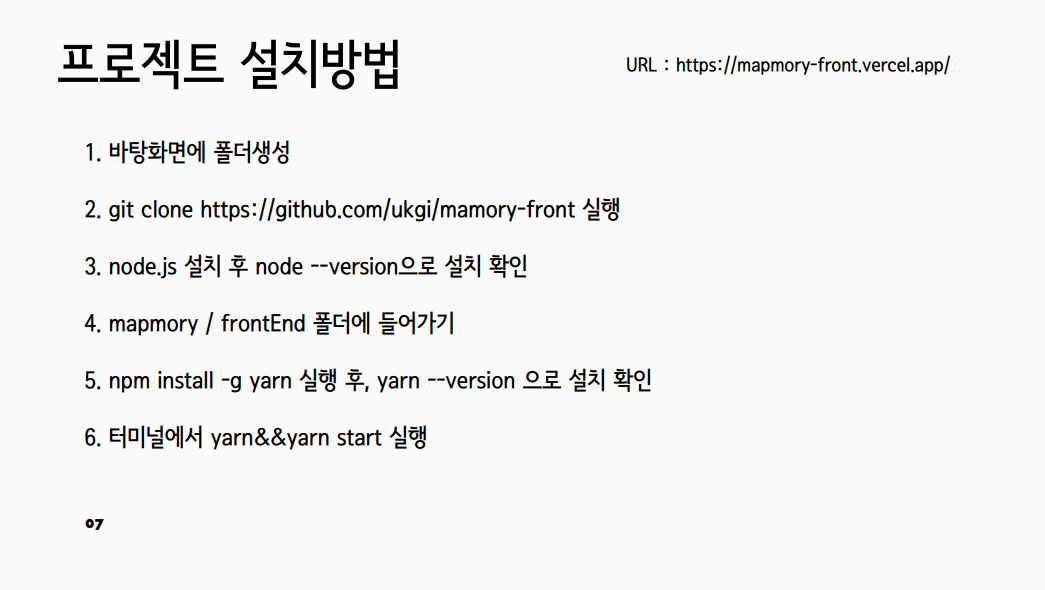 프로젝트 설치방법
URL : https://mapmory-front.vercel.app/
1. 바탕화면에 폴더생성
2. git clone https://github.com/ukgi/mamory-front 실행
3. node.js 설치 후 node --version으로 설치 확인
4. mapmory / frontEnd 폴더에 들어가기
5. npm install -g yarn 실행 후, yarn --version 으로 설치 확인
6. 터미널에서 yarn&&yarn start 실행
07